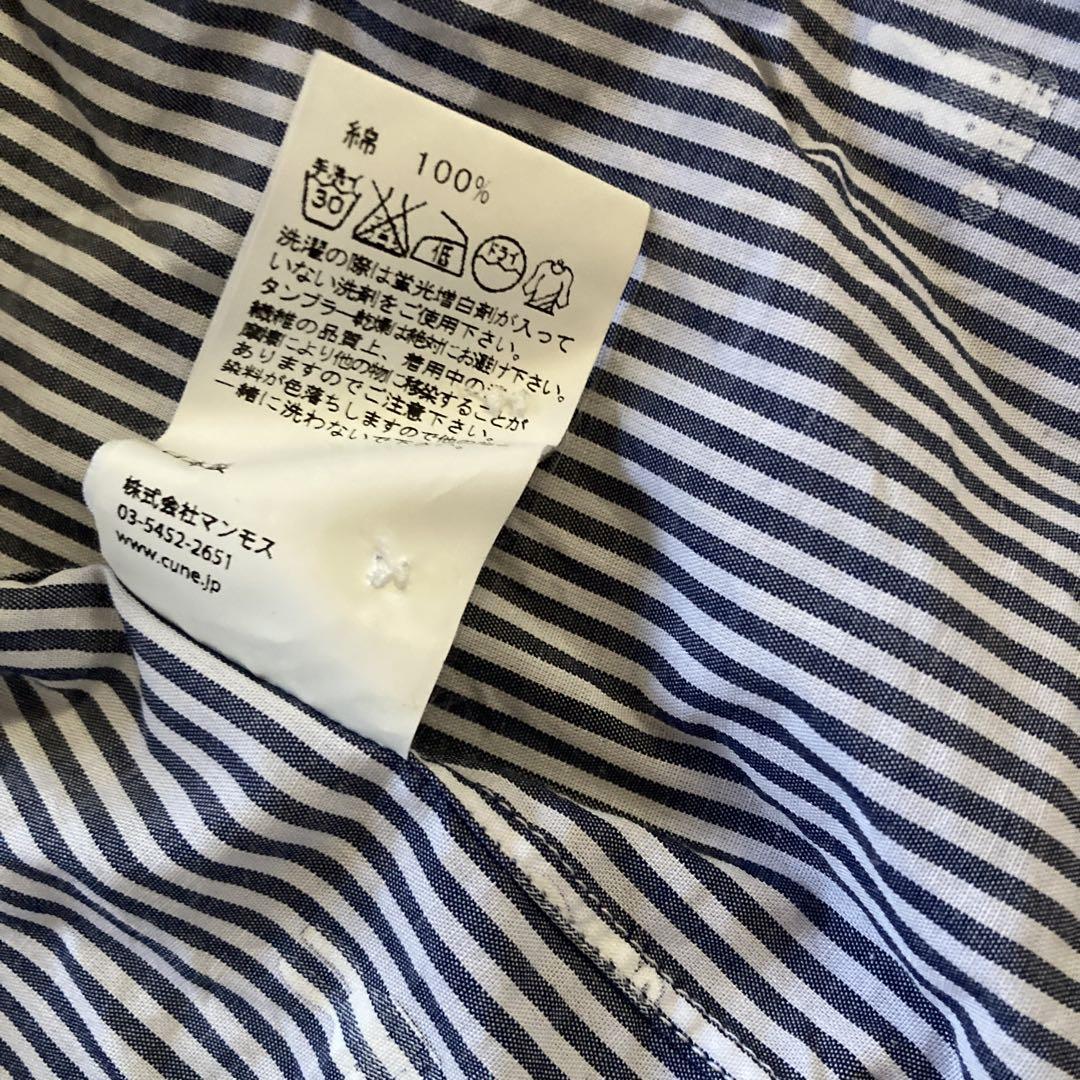 綿 100%
手洗イ
30
低
ドライ
洗濯の際は蛍光増白剤が入って
いない洗剤をご使用下さい。
タンブラー乾燥は絶対にお避け下さい。
繊維の品質上、着用中の
摩擦により他の物に移染することが
ありますのでご注意下さい。
染料が色落ちしますので他
一緒に洗わないで
株式会社マンモス
03-5452-2651
www.cune.jp